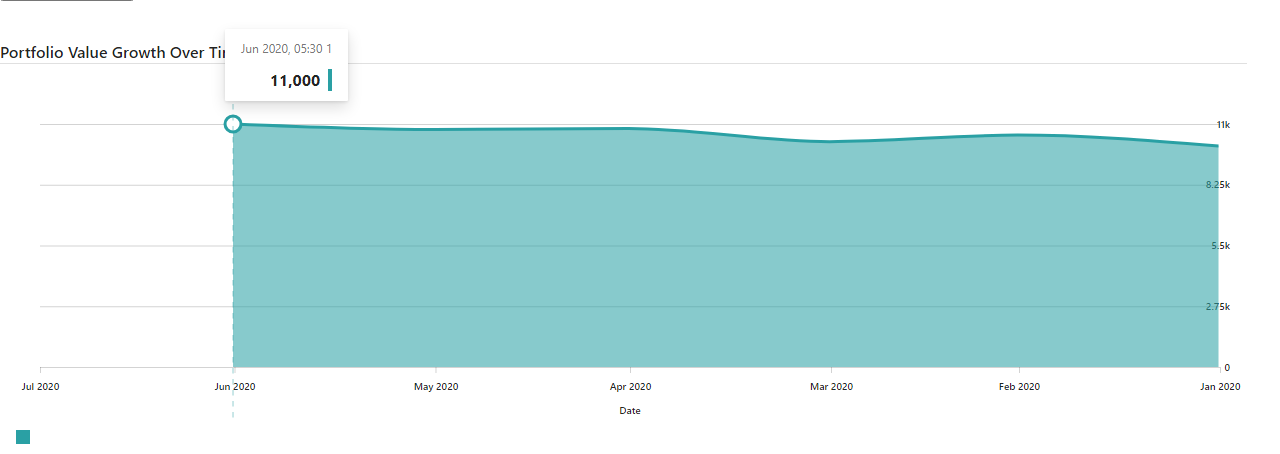 Jun 2020, 05:30 1
Portfolio Value Growth Over Ti
11,000
11k
8.25k
5.5k
2.75k
0
Jul 2020
Jun 2020
May 2020
Apr 2020
Mar 2020
Feb 2020
Jan 2020
Date